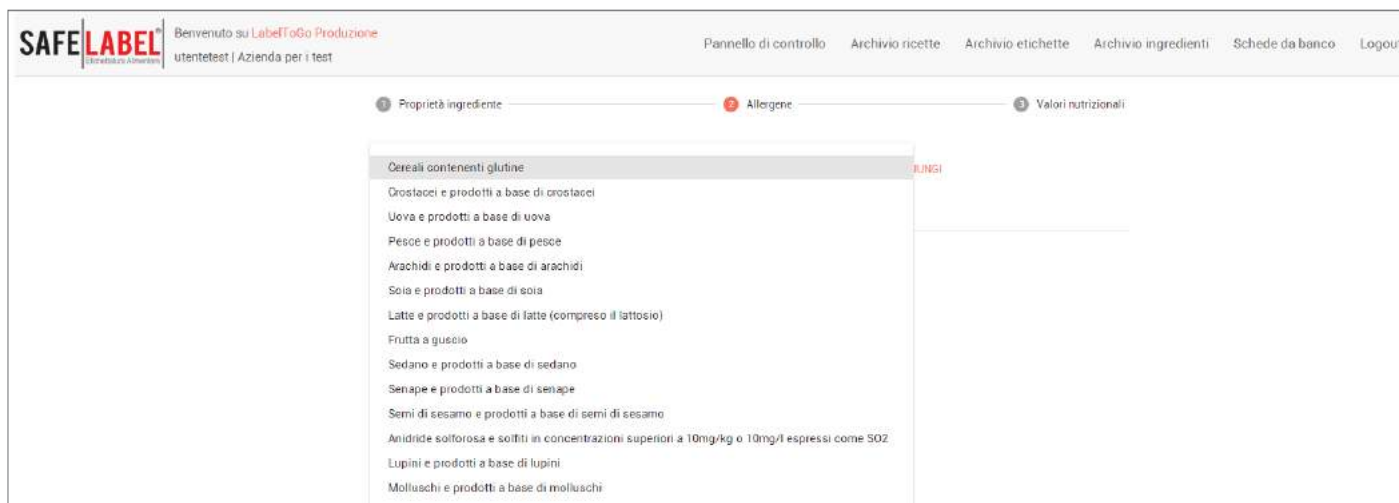 SAFELABEL®
Etichettatura Alimentare
Benvenuto su LabelToGo Produzione
utentetest | Azienda per i test
Pannello di controllo Archivio ricette Archivio etichette Archivio ingredienti Schede da banco Logout
1 Proprietà ingrediente 2 Allergene 3 Valori nutrizionali
Cereali contenenti glutine
IUNGI
Crostacei e prodotti a base di crostacei
Uova e prodotti a base di uova
Pesce e prodotti a base di pesce
Arachidi e prodotti a base di arachidi
Soia e prodotti a base di soia
Latte e prodotti a base di latte (compreso il lattosio)
Frutta a guscio
Sedano e prodotti a base di sedano
Senape e prodotti a base di senape
Semi di sesamo e prodotti a base di semi di sesamo
Anidride solforosa e solfiti in concentrazioni superiori a 10mg/kg o 10mg/l espressi come SO2
Lupini e prodotti a base di lupini
Molluschi e prodotti a base di molluschi